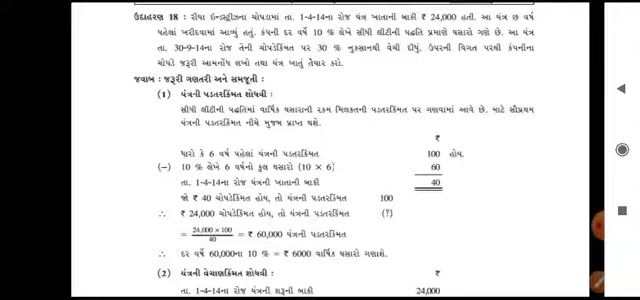 ઉદાહરણ 18 : રીયા ઇન્ડસ્ટ્રીઝના ચોપડામાં તા. 1-4-14ના રોજ યંત્ર ખાતાની બાકી ₹ 24,000 હતી. આ યંત્ર છ વર્ષ
પહેલાં ખરીદવામાં આવ્યું હતું. કંપની દર વર્ષે 10 % લેખે સીધી લીટીની પદ્ધતિ પ્રમાણે ઘસારો ગણે છે. આ યંત્ર
તા. 30-9-14ના રોજ તેની ચોપડેકિંમત પર 30 % નુકસાનથી વેચી દીધું. ઉપરની વિગત પરથી કંપનીના
ચોપડે જરૂરી આમનોંધ લખો તથા યંત્ર ખાતું તૈયાર કરો.
જવાબ : જરૂરી ગણતરી અને સમજૂતી :
(1) યંત્રની પડતરકિંમત શોધવી :
સીધી લીટીની પદ્ધતિમાં વાર્ષિક ઘસારાની રકમ મિલકતની પડતરકિંમત પર ગણવામાં આવે છે. માટે સૌપ્રથમ
યંત્રની પડતરકિંમત નીચે મુજબ પ્રાપ્ત થશે.
₹
ધારો કે 6 વર્ષ પહેલાં યંત્રની પડતરકિંમત 100 હોય.
(–) 10 % લેખે 6 વર્ષનો કુલ ઘસારો (10 × 6) 60
તા. 1-4-14ના રોજ યંત્રની ખાતાની બાકી 40
જો ₹ 40 ચોપડેકિંમત હોય, તો યંત્રની પડતરકિંમત 100
∴ ₹ 24,000 ચોપડેકિંમત હોય, તો યંત્રની પડતરકિંમત (?)
= 24,000 × 100 / 40 = ₹ 60,000 યંત્રની પડતરકિંમત
∴ દર વર્ષે 60,000ના 10 % = ₹ 6000 વાર્ષિક ઘસારો ગણાશે.
(2) યંત્રની વેચાણકિંમત શોધવી : ₹
તા. 1-4-14ના રોજ યંત્રની શરૂની બાકી 24,000